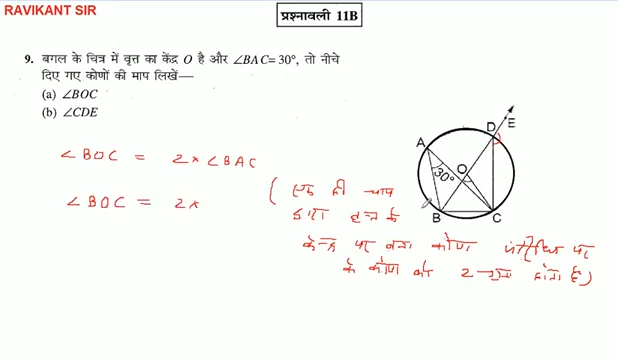 RAVIKANT SIR
प्रश्नावली 11B
9. बगल के चित्र में वृत्त का केंद्र O है और ∠BAC= 30°, तो नीचे
दिए गए कोणों की माप लिखें—
(a) ∠BOC
(b) ∠CDE
D E
A
O
30°
B C
∠BOC = 2 × ∠BAC
∠BOC = 2 ×
( एक ही चाप
द्वारा वृत्त के
केन्द्र पर बना कोण परिधि पर
के कोण का 2 गुना होता है )